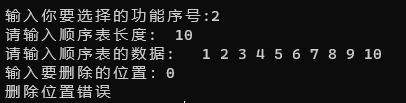 输入你要选择的功能序号:2
请输入顺序表长度:  10
请输入顺序表的数据:   1 2 3 4 5 6 7 8 9 10
输入要删除的位置: 0
删除位置错误